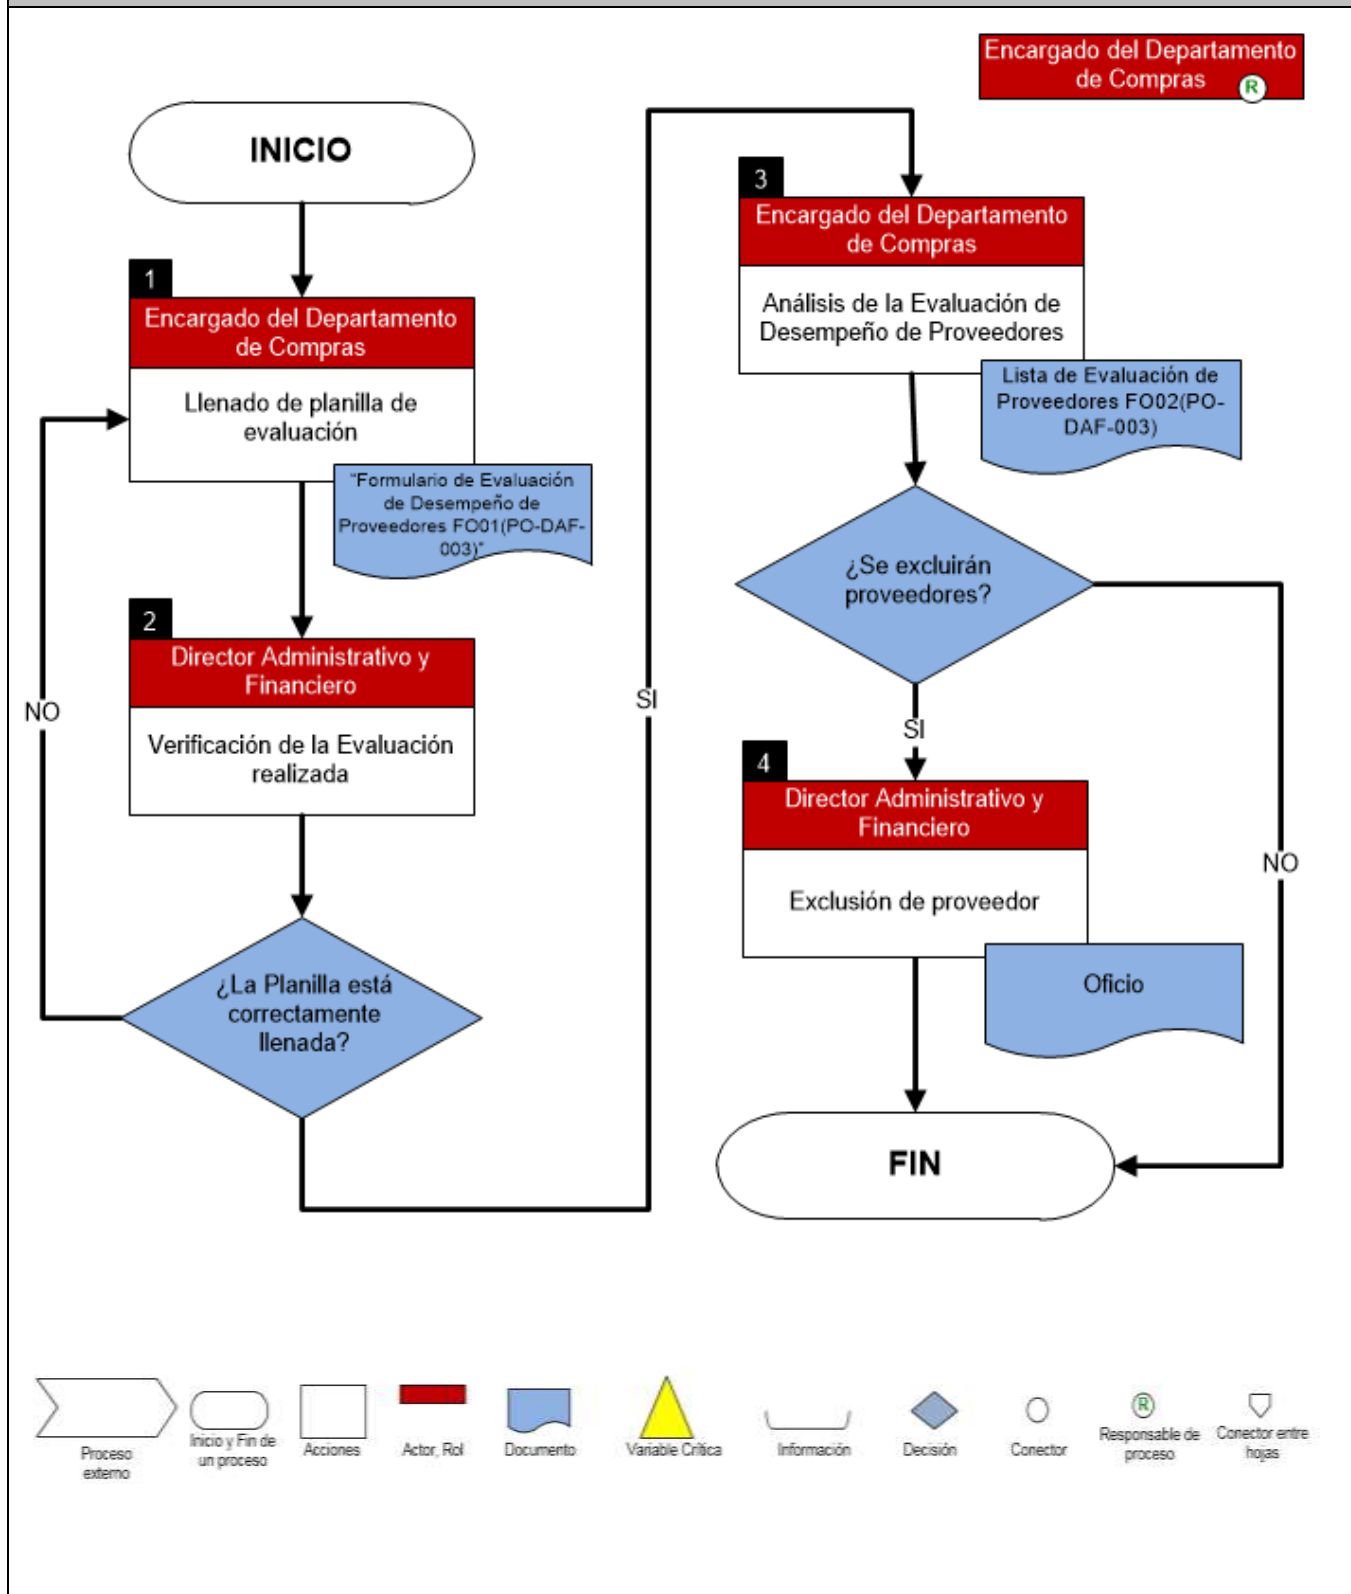 Encargado del Departamento
de Compras
R
INICIO
1
Encargado del Departamento
de Compras
Llenado de planilla de
evaluación
"Formulario de Evaluación
de Desempeño de
Proveedores FO01(PO-DAF-
003)"
2
Director Administrativo y
Financiero
Verificación de la Evaluación
realizada
NO
¿La Planilla está
correctamente
llenada?
SI
3
Encargado del Departamento
de Compras
Análisis de la Evaluación de
Desempeño de Proveedores
Lista de Evaluación de
Proveedores FO02(PO-
DAF-003)
¿Se excluirán
proveedores?
SI
NO
4
Director Administrativo y
Financiero
Exclusión de proveedor
Oficio
FIN
Proceso
externo
Inicio y Fin de
un proceso
Acciones
Actor, Rol
Documento
Variable Crítica
Información
Decisión
Conector
R
Responsable de
proceso
Conector entre
hojas